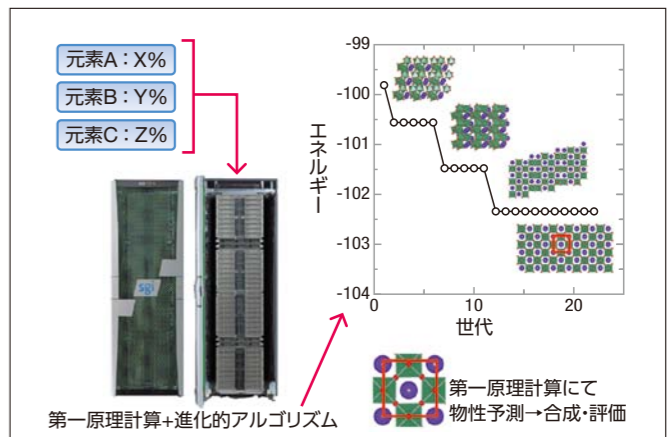 元素A：X%
元素B：Y%
元素C：Z%
sgi
第一原理計算+進化的アルゴリズム
エネルギー
-99
-100
-101
-102
-103
-104
0
10
20
世代
第一原理計算にて
物性予測→合成・評価